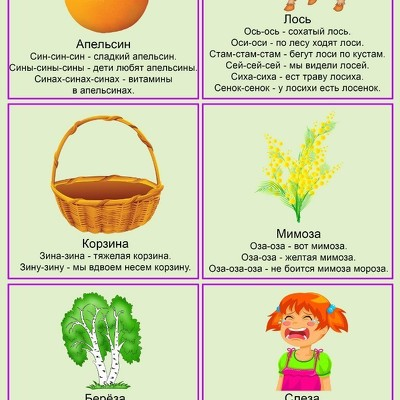 Апельсин
Син-син-син - сладкий апельсин.
Сины-сины-сины - дети любят апельсины.
Синах-синах-синах - витамины
в апельсинах.
Лось
Ось-ось - сохатый лось.
Оси-оси - по лесу ходят лоси.
Стам-стам-стам - бегут лоси по кустам.
Сей-сей-сей - мы видели лосей.
Сиха-сиха - ест траву лосиха.
Сенок-сенок - у лосихи есть лосенок.
Корзина
Зина-зина - тяжелая корзина.
Зину-зину - мы вдвоем несем корзину.
Мимоза
Оза-оза - вот мимоза.
Оза-оза - желтая мимоза.
Оза-оза-оза - не боится мимоза мороза.
Берёза
Слеза